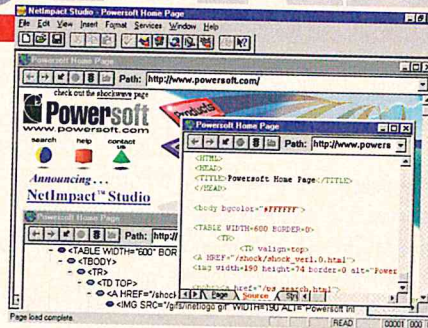 NetImpact Studio - Powersoft Home Page
File Edit View Insert Format Services Window Help
Powersoft Home Page
Path: http://www.powersoft.com/
check out the shockwave page
Powersoft
www.powersoft.com
Products
search help contact us
Announcing . . .
NetImpact™ Studio
Powersoft Home Page
Path: http://www.powers
<HTML>
<HEAD>
<TITLE>Powersoft Home Page</TITLE>
</HEAD>
<body bgcolor="#FFFFFF">
<TABLE WIDTH=600 BORDER=0>
<TR>
<TD valign=top>
<A HREF="/shock/shock_ver1.0.html">
<img width=190 height=74 border=0 alt="Power
Page Source
Powersoft Home Page
Path: http://
<TABLE WIDTH="600" BOR
<TBODY>
<TR>
<TD TOP>
<A HREF="/shoc
<IMG SRC="/gifs/netlogo.gif" WIDTH=190 ALT="Powersoft Int
Page load complete.
READ 00001 001